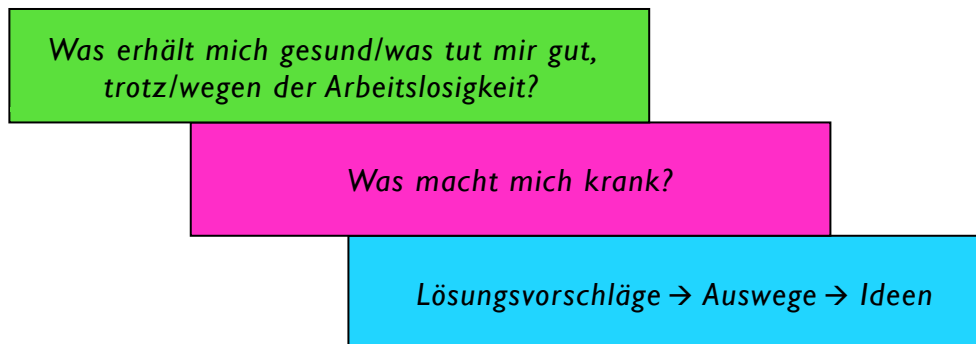 Was erhält mich gesund/was tut mir gut,
trotz/wegen der Arbeitslosigkeit?
Was macht mich krank?
Lösungsvorschläge → Auswege → Ideen